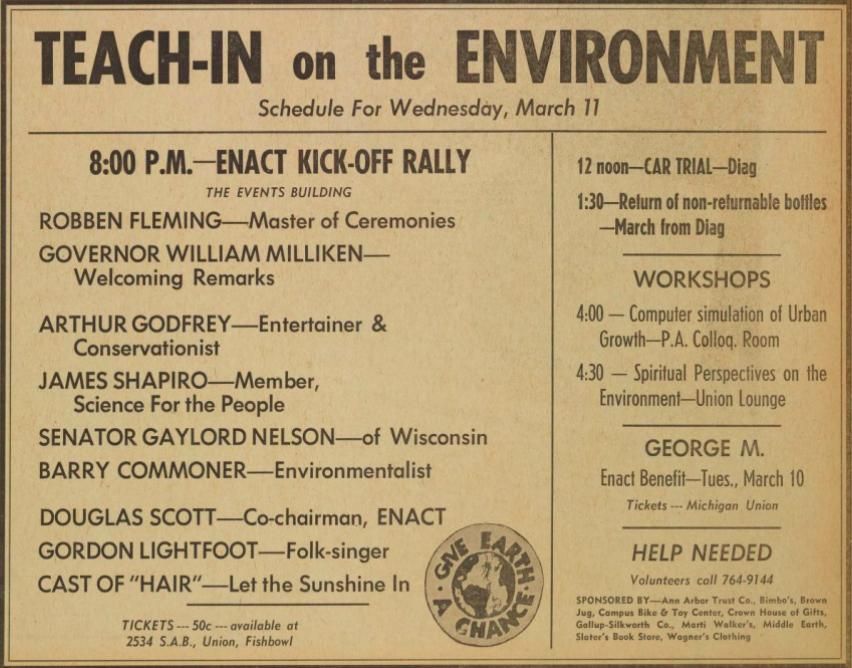 TEACH-IN on the ENVIRONMENT
Schedule For Wednesday, March 11
8:00 P.M.—ENACT KICK-OFF RALLY
THE EVENTS BUILDING
ROBBEN FLEMING—Master of Ceremonies
GOVERNOR WILLIAM MILLIKEN—
Welcoming Remarks
ARTHUR GODFREY—Entertainer &
Conservationist
JAMES SHAPIRO—Member,
Science For the People
SENATOR GAYLORD NELSON—of Wisconsin
BARRY COMMONER—Environmentalist
DOUGLAS SCOTT—Co-chairman, ENACT
GORDON LIGHTFOOT—Folk-singer
CAST OF "HAIR"—Let the Sunshine In
TICKETS --- 50c --- available at
2534 S.A.B., Union, Fishbowl
GIVE EARTH
A CHANCE
12 noon—CAR TRIAL—Diag
1:30—Return of non-returnable bottles
—March from Diag
WORKSHOPS
4:00 — Computer simulation of Urban
Growth—P.A. Colloq. Room
4:30 — Spiritual Perspectives on the
Environment—Union Lounge
GEORGE M.
Enact Benefit—Tues., March 10
Tickets --- Michigan Union
HELP NEEDED
Volunteers call 764-9144
SPONSORED BY—Ann Arbor Trust Co., Bimbo's, Brown
Jug, Campus Bike & Toy Center, Crown House of Gifts,
Gallup-Silkworth Co., Marti Walker's, Middle Earth,
Slater's Book Store, Wagner's Clothing